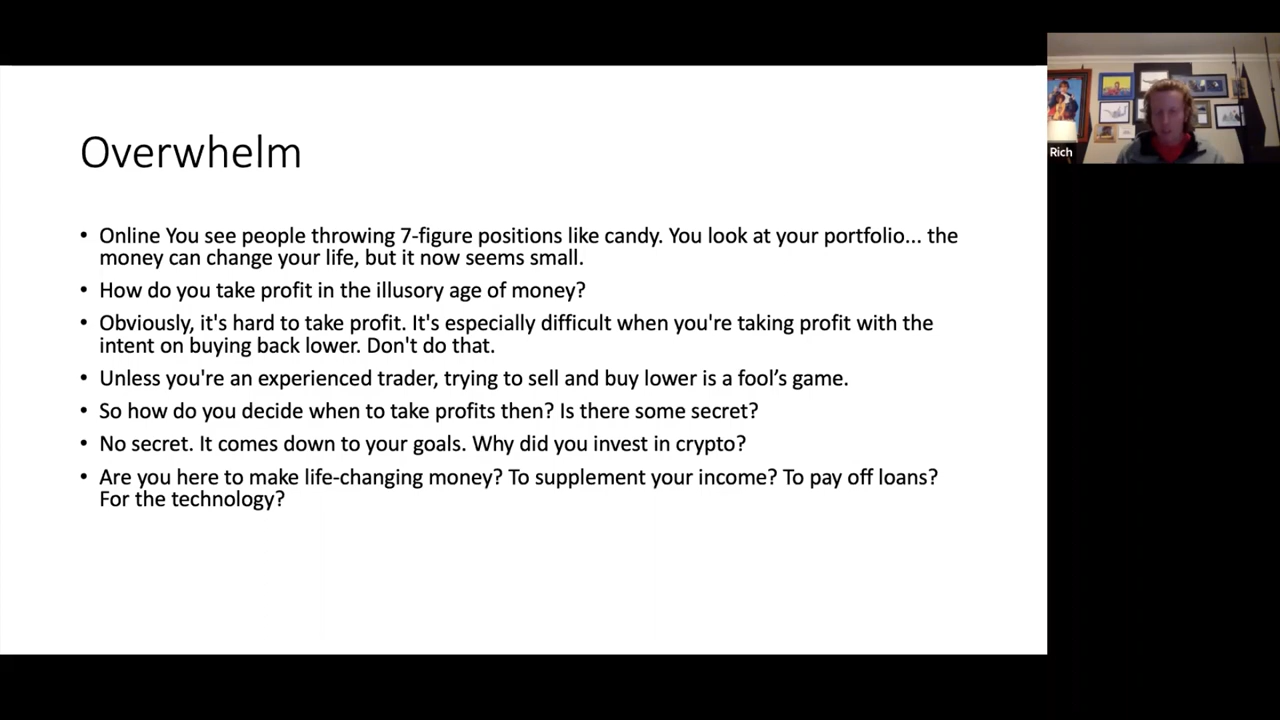 Overwhelm
• Online You see people throwing 7-figure positions like candy. You look at your portfolio... the
money can change your life, but it now seems small.
• How do you take profit in the illusory age of money?
• Obviously, it's hard to take profit. It's especially difficult when you're taking profit with the
intent on buying back lower. Don't do that.
• Unless you're an experienced trader, trying to sell and buy lower is a fool’s game.
• So how do you decide when to take profits then? Is there some secret?
• No secret. It comes down to your goals. Why did you invest in crypto?
• Are you here to make life-changing money? To supplement your income? To pay off loans?
For the technology?
Rich